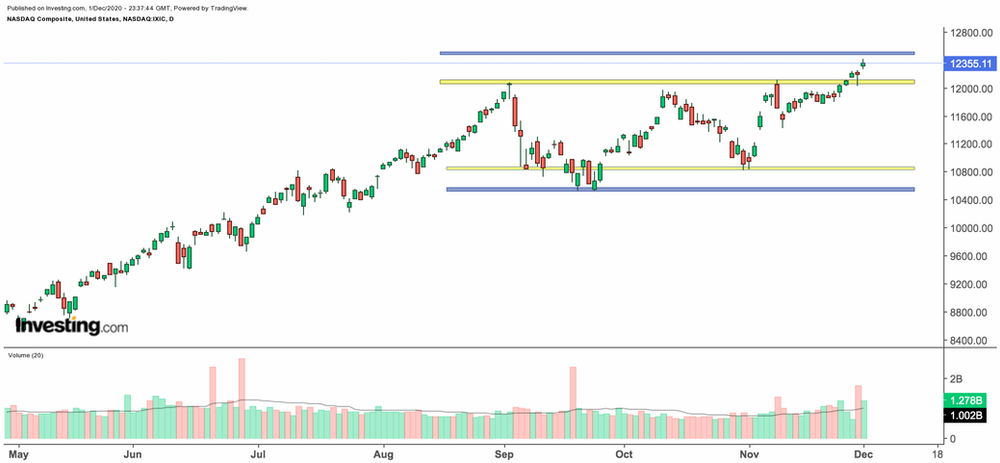 Published on Investing.com, 1/Dec/2020 - 23:37:44 GMT, Powered by TradingView.
NASDAQ Composite, United States, NASDAQ:IXIC, D
12800.00
12355.11
12000.00
11600.00
11200.00
10800.00
10400.00
10000.00
9600.00
9200.00
8800.00
8400.00
Investing.com
Volume (20)
2B
1.278B
1.002B
0
May Jun Jul Aug Sep Oct Nov Dec 18